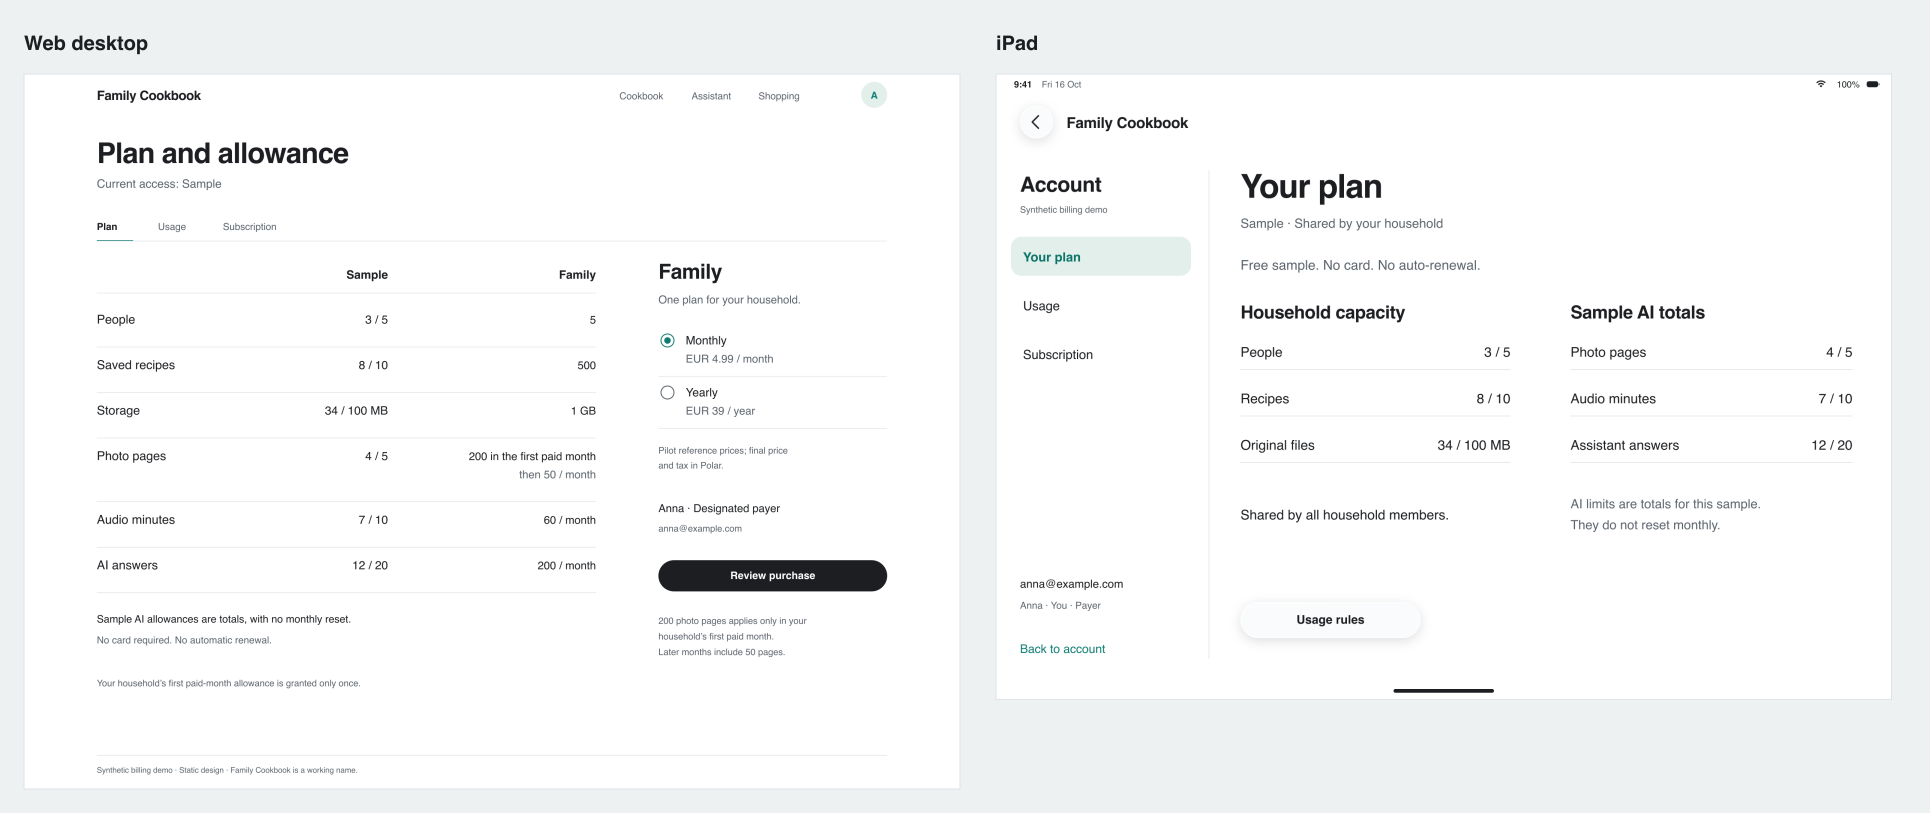 Web desktop
Family Cookbook
Cookbook Assistant Shopping A
Plan and allowance
Current access: Sample
Plan Usage Subscription
Sample Family
People 3 / 5 5
Saved recipes 8 / 10 500
Storage 34 / 100 MB 1 GB
Photo pages 4 / 5 200 in the first paid month
then 50 / month
Audio minutes 7 / 10 60 / month
AI answers 12 / 20 200 / month
Sample AI allowances are totals, with no monthly reset.
No card required. No automatic renewal.
Your household's first paid-month allowance is granted only once.
Family
One plan for your household.
Monthly
EUR 4.99 / month
Yearly
EUR 39 / year
Pilot reference prices; final price
and tax in Polar.
Anna · Designated payer
anna@example.com
Review purchase
200 photo pages applies only in your
household's first paid month.
Later months include 50 pages.
Synthetic billing demo · Static design · Family Cookbook is a working name.
iPad
9:41 Fri 16 Oct 100%
Family Cookbook
Account
Synthetic billing demo
Your plan
Usage
Subscription
anna@example.com
Anna · You · Payer
Back to account
Your plan
Sample · Shared by your household
Free sample. No card. No auto-renewal.
Household capacity
People 3 / 5
Recipes 8 / 10
Original files 34 / 100 MB
Shared by all household members.
Sample AI totals
Photo pages 4 / 5
Audio minutes 7 / 10
Assistant answers 12 / 20
AI limits are totals for this sample.
They do not reset monthly.
Usage rules